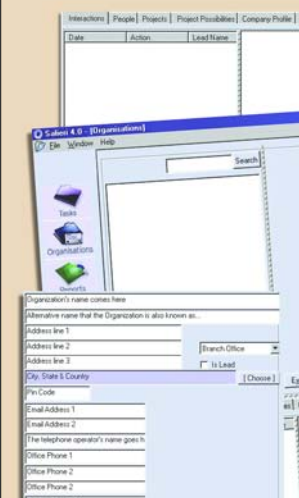 Interactions People Projects Project Possibilities Company Profile
Date Action Lead Name
Salieri 4.0 - [Organisations]
File Window Help
Search
Tasks
Organisations
Reports
Organization's name comes here
Alternative name that the Organization is also known as...
Address line 1
Address line 2
Branch Office
Address line 3
Is Lead
City, State & Country
[ Choose ]
Pin Code
Email Address 1
Email Address 2
The telephone operator's name goes h
Office Phone 1
Office Phone 2
Office Phone 2